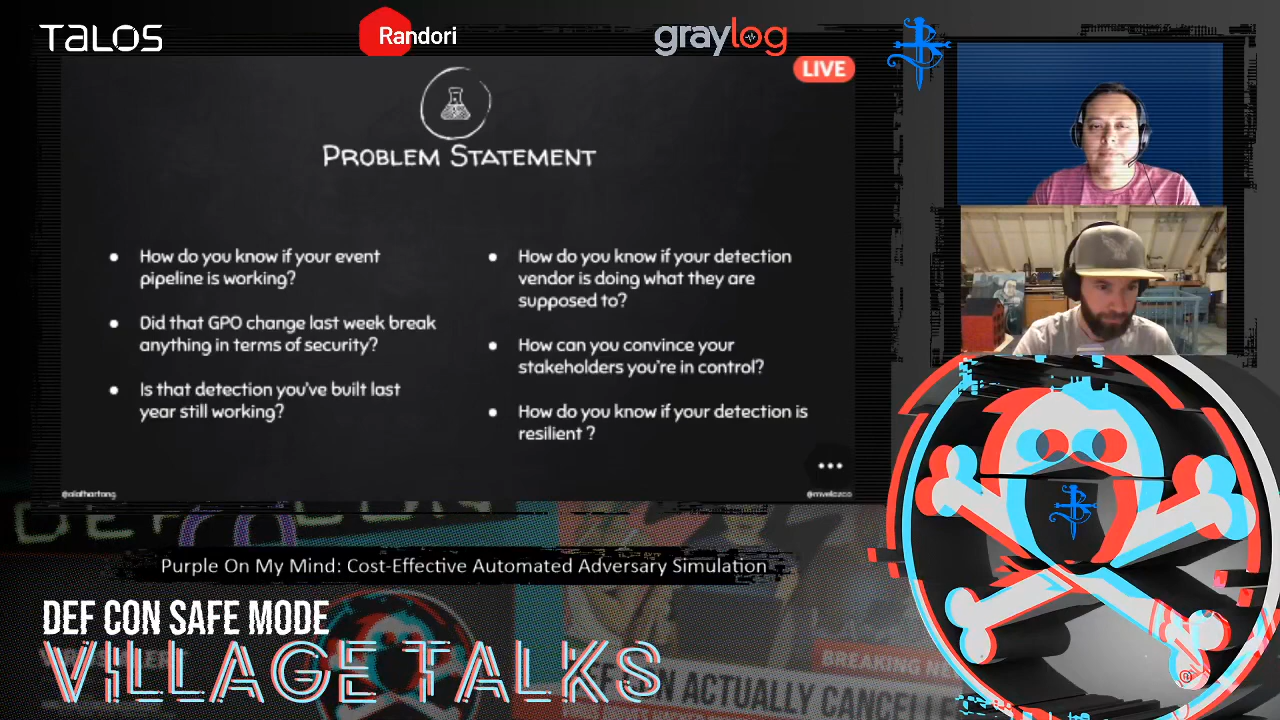 TALOS
Randori
graylog
LIVE
PROBLEM STATEMENT
● How do you know if your event
pipeline is working?
● Did that GPO change last week break
anything in terms of security?
● Is that detection you've built last
year still working?
● How do you know if your detection
vendor is doing what they are
supposed to?
● How can you convince your
stakeholders you're in control?
● How do you know if your detection is
resilient ?
@olafhartong
@mvelazco
DEF CON
Purple On My Mind: Cost-Effective Automated Adversary Simulation
DEF CON SAFE MODE
VILLAGE TALKS
BREAKING
CON ACTUALLY